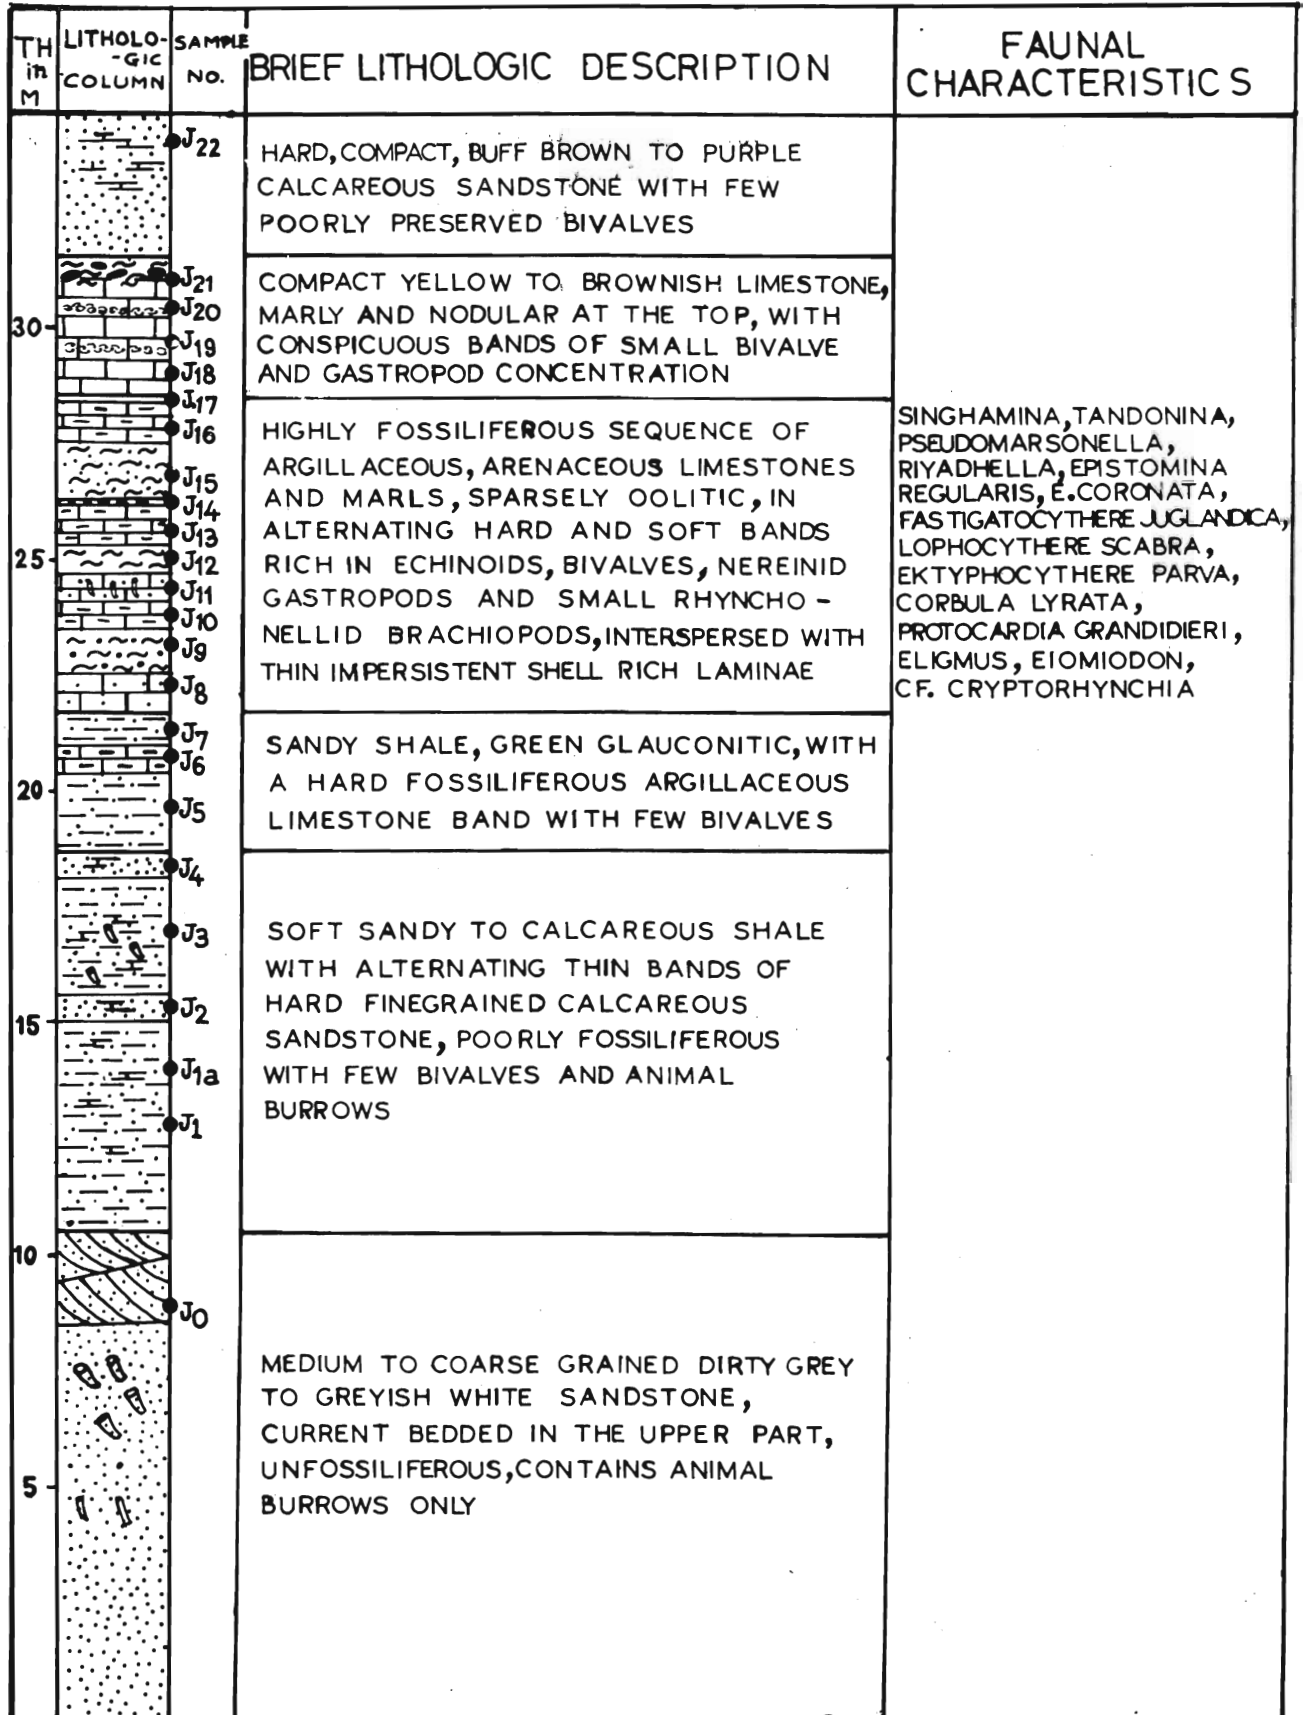 TH in M
LITHOLO-
-GIC
COLUMN
SAMPLE
NO.
BRIEF LITHOLOGIC DESCRIPTION
FAUNAL
CHARACTERISTICS
J22
HARD, COMPACT, BUFF BROWN TO PURPLE
CALCAREOUS SANDSTONE WITH FEW
POORLY PRESERVED BIVALVES
J21
J20
30
J19
J18
COMPACT YELLOW TO BROWNISH LIMESTONE,
MARLY AND NODULAR AT THE TOP, WITH
CONSPICUOUS BANDS OF SMALL BIVALVE
AND GASTROPOD CONCENTRATION
J17
J16
J15
J14
J13
25
J12
J11
J10
J9
J8
HIGHLY FOSSILIFEROUS SEQUENCE OF
ARGILLACEOUS, ARENACEOUS LIMESTONES
AND MARLS, SPARSELY OOLITIC, IN
ALTERNATING HARD AND SOFT BANDS
RICH IN ECHINOIDS, BIVALVES, NEREINID
GASTROPODS AND SMALL RHYNCHO-
NELLID BRACHIOPODS, INTERSPERSED WITH
THIN IMPERSISTENT SHELL RICH LAMINAE
SINGHAMINA, TANDONINA,
PSEUDOMARSONELLA,
RIYADHELLA, EPISTOMINA
REGULARIS, E. CORONATA,
FASTIGATOCYTHERE JUGLANDICA,
LOPHOCYTHERE SCABRA,
EKTYPHOCYTHERE PARVA,
CORBULA LYRATA,
PROTOCARDIA GRANDIDIERI,
ELIGMUS, EIOMIODON,
CF. CRYPTORHYNCHIA
J7
J6
20
J5
SANDY SHALE, GREEN GLAUCONITIC, WITH
A HARD FOSSILIFEROUS ARGILLACEOUS
LIMESTONE BAND WITH FEW BIVALVES
J4
J3
J2
15
J1a
J1
SOFT SANDY TO CALCAREOUS SHALE
WITH ALTERNATING THIN BANDS OF
HARD FINEGRAINED CALCAREOUS
SANDSTONE, POORLY FOSSILIFEROUS
WITH FEW BIVALVES AND ANIMAL
BURROWS
10
J0
5
MEDIUM TO COARSE GRAINED DIRTY GREY
TO GREYISH WHITE SANDSTONE,
CURRENT BEDDED IN THE UPPER PART,
UNFOSSILIFEROUS, CONTAINS ANIMAL
BURROWS ONLY